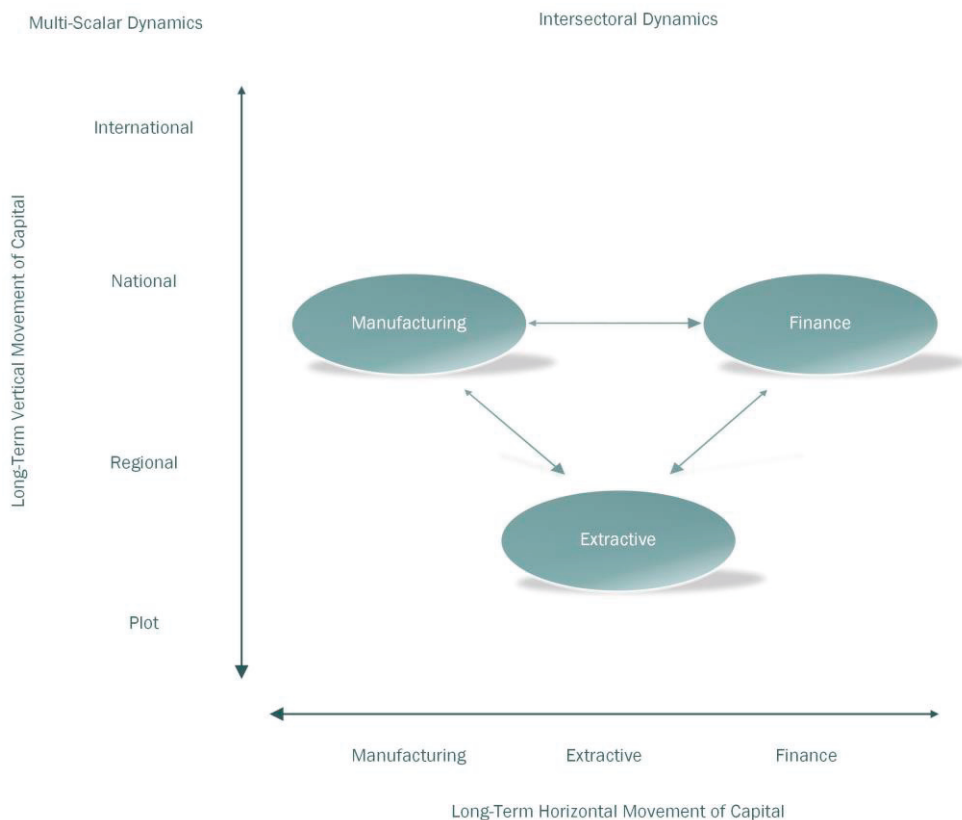 Multi-Scalar Dynamics
Intersectoral Dynamics
Long-Term Vertical Movement of Capital
International
National
Regional
Plot
Manufacturing
Finance
Extractive
Manufacturing
Extractive
Finance
Long-Term Horizontal Movement of Capital